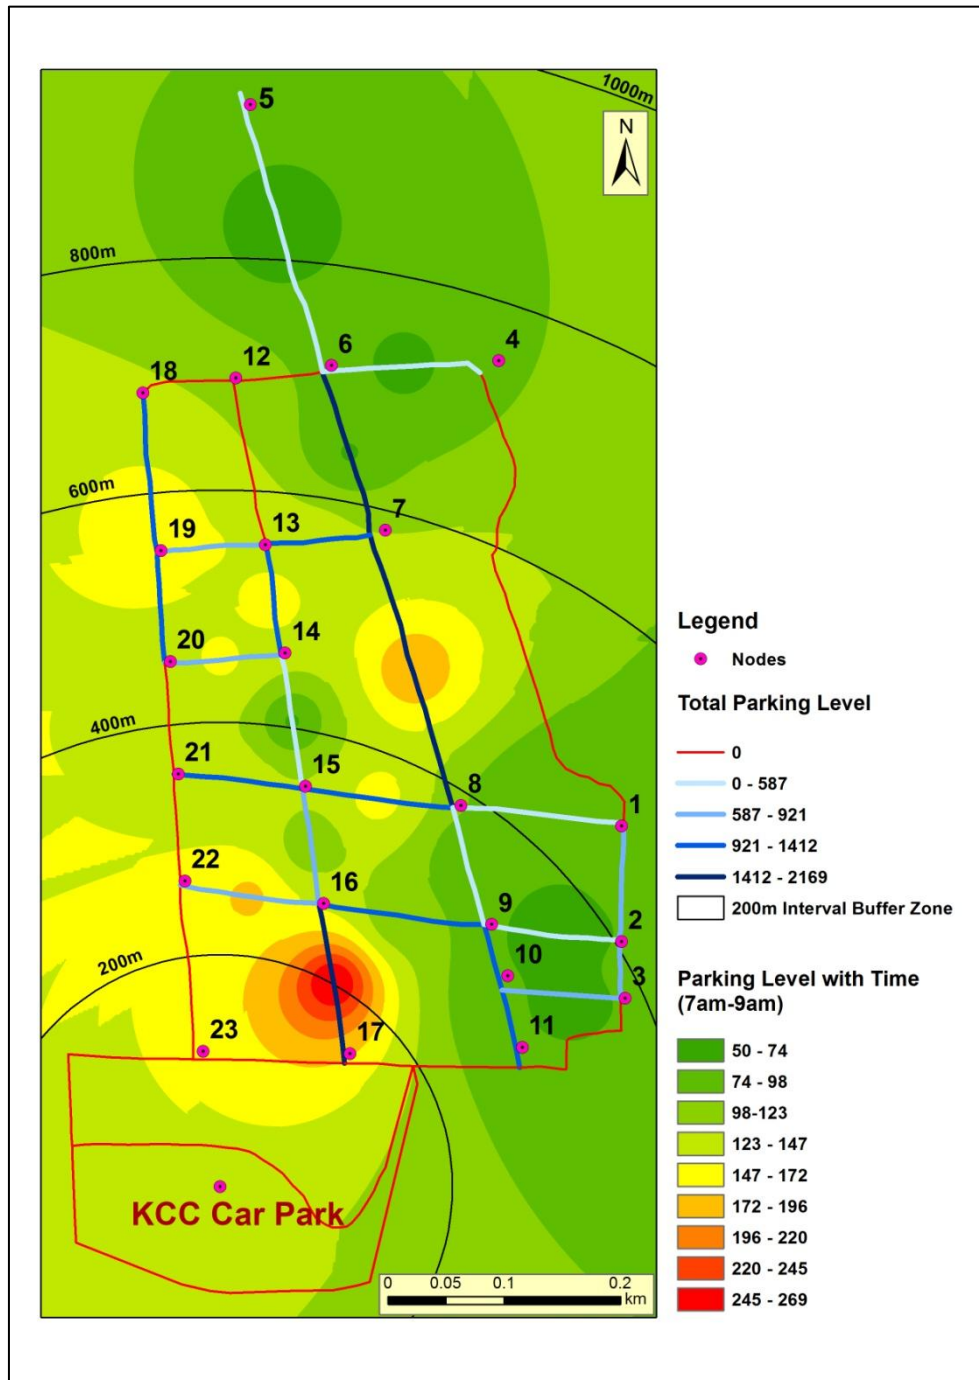 1000m
5
N
800m
6
4
12
18
600m
7
13
19
14
20
400m
21
15
8
1
22
16
9
2
10
3
200m
11
17
23
KCC Car Park
0 0.05 0.1 0.2
km
Legend
Nodes
Total Parking Level
0
0 - 587
587 - 921
921 - 1412
1412 - 2169
200m Interval Buffer Zone
Parking Level with Time
(7am-9am)
50 - 74
74 - 98
98-123
123 - 147
147 - 172
172 - 196
196 - 220
220 - 245
245 - 269